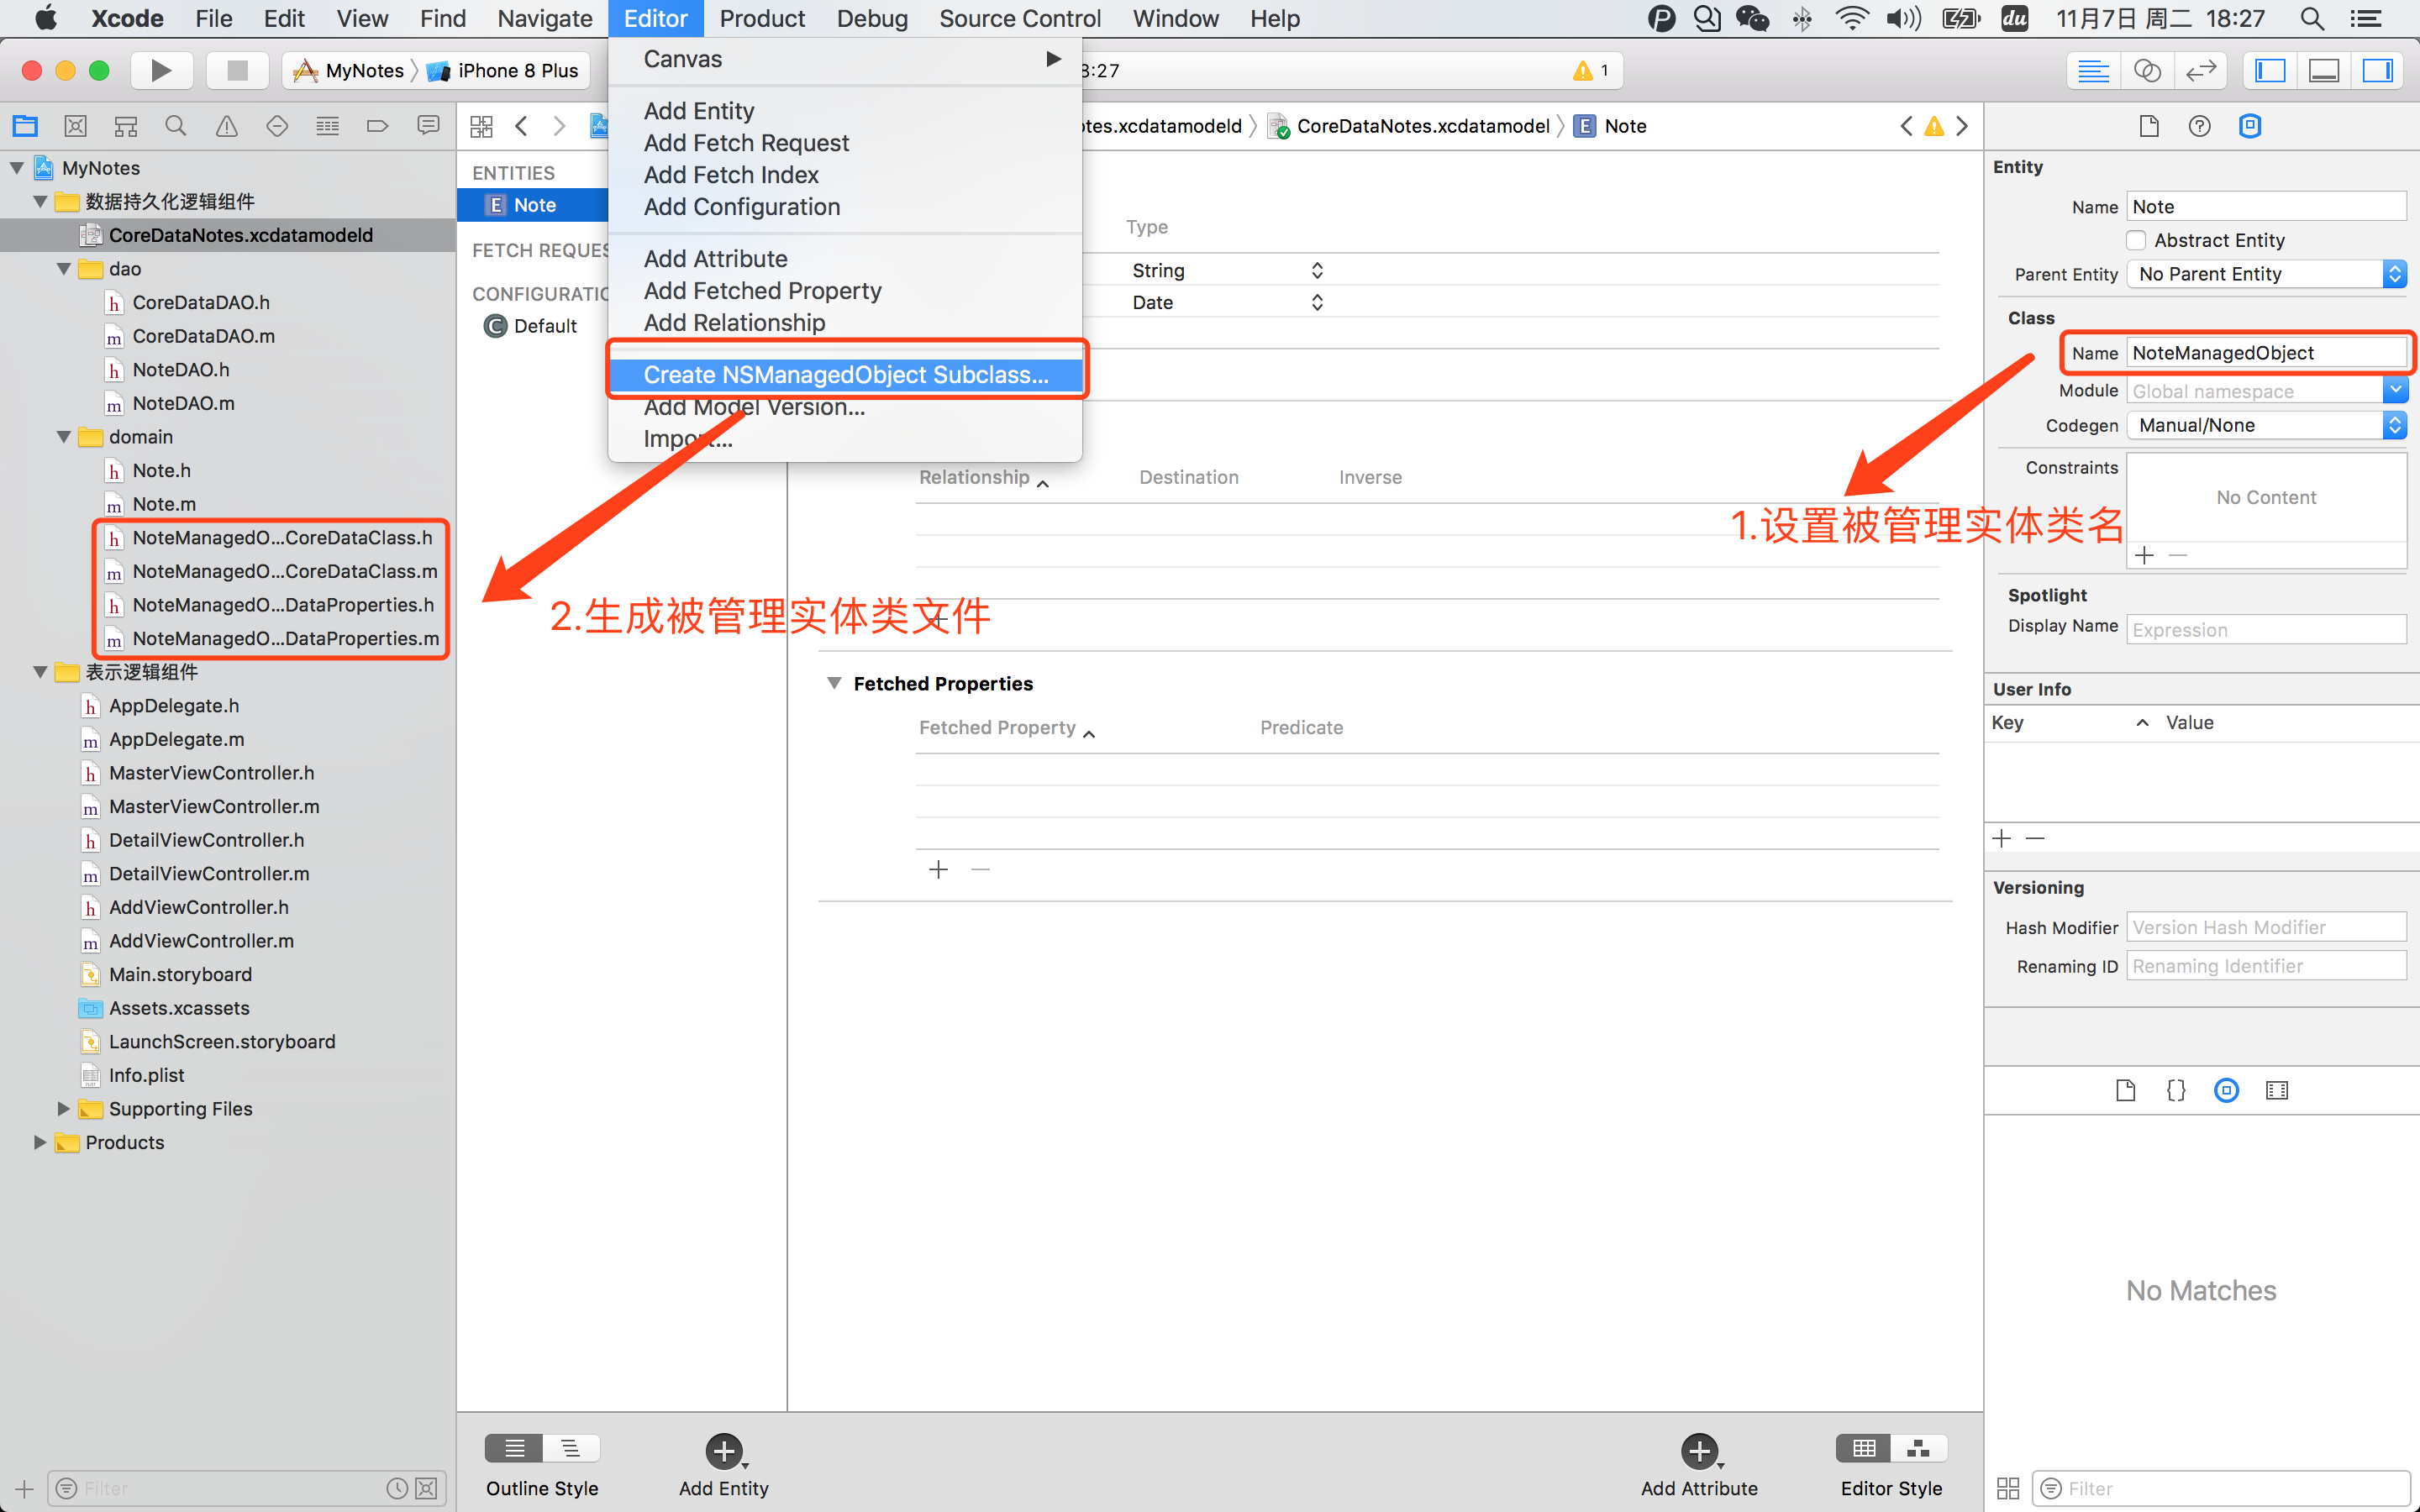 Xcode File Edit View Find Navigate Editor Product Debug Source Control Window Help du 11月7日 周二 18:27
MyNotes iPhone 8 Plus 8:27 1
otes.xcdatamodeld CoreDataNotes.xcdatamodel E Note
MyNotes
数据持久化逻辑组件
CoreDataNotes.xcdatamodeld
dao
h CoreDataDAO.h
m CoreDataDAO.m
h NoteDAO.h
m NoteDAO.m
domain
h Note.h
m Note.m
h NoteManagedO...CoreDataClass.h
m NoteManagedO...CoreDataClass.m
h NoteManagedO...DataProperties.h
m NoteManagedO...DataProperties.m
表示逻辑组件
h AppDelegate.h
m AppDelegate.m
h MasterViewController.h
m MasterViewController.m
h DetailViewController.h
m DetailViewController.m
h AddViewController.h
m AddViewController.m
Main.storyboard
Assets.xcassets
LaunchScreen.storyboard
Info.plist
Supporting Files
Products
Filter
ENTITIES
E Note
FETCH REQUES
CONFIGURATIO
C Default
Canvas
Add Entity
Add Fetch Request
Add Fetch Index
Add Configuration
Add Attribute
Add Fetched Property
Add Relationship
Create NSManagedObject Subclass...
Add Model Version...
Import...
Type
String
Date
Relationship Destination Inverse
1.设置被管理实体类名
2.生成被管理实体类文件
Fetched Properties
Fetched Property Predicate
Outline Style Add Entity Add Attribute Editor Style
Entity
Name Note
Abstract Entity
Parent Entity No Parent Entity
Class
Name NoteManagedObject
Module Global namespace
Codegen Manual/None
Constraints
No Content
Spotlight
Display Name Expression
User Info
Key Value
Versioning
Hash Modifier Version Hash Modifier
Renaming ID Renaming Identifier
{}
No Matches
Filter